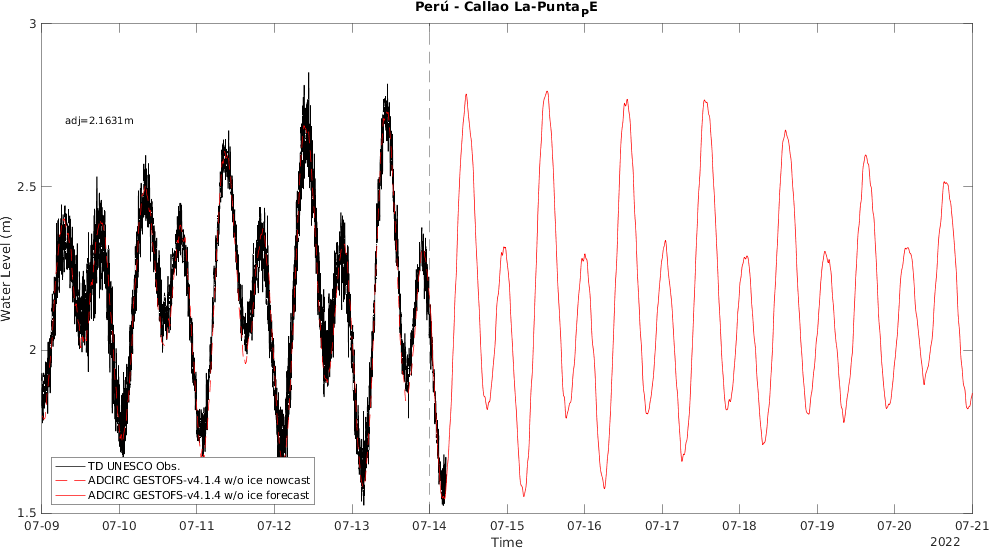 Perú - Callao La-PuntaPE
3
adj=2.1631m
2.5
Water Level (m)
2
TD UNESCO Obs.
ADCIRC GESTOFS-v4.1.4 w/o ice nowcast
ADCIRC GESTOFS-v4.1.4 w/o ice forecast
1.5
07-09 07-10 07-11 07-12 07-13 07-14 07-15 07-16 07-17 07-18 07-19 07-20 07-21
Time
2022